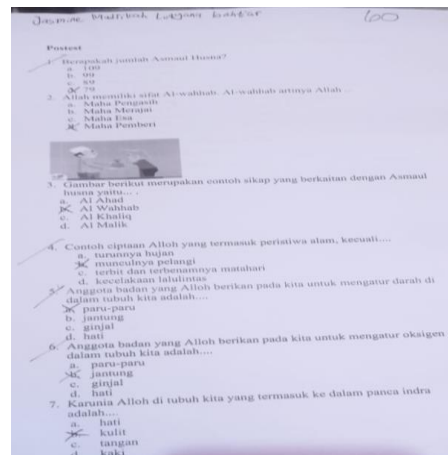 Jasmine
60
Postest
1. Berapakah jumlah Asmaul Husna?
a. 100
b. 99
c. 89
d. 79
2. Allah memiliki sifat Al-wahhab. Al-wahhab artinya Allah ...
a. Maha Pengasih
b. Maha Merajai
c. Maha Esa
d. Maha Pemberi
3. Gambar berikut merupakan contoh sikap yang berkaitan dengan Asmaul
husna yaitu... .
a. Al Ahad
b. Al Wahhab
c. Al Khaliq
d. Al Malik
4. Contoh ciptaan Alloh yang termasuk peristiwa alam, kecuali....
a. turunnya hujan
b. munculnya pelangi
c. terbit dan terbenamnya matahari
d. kecelakaan lalulintas
5. Anggota badan yang Alloh berikan pada kita untuk mengatur darah di
dalam tubuh kita adalah....
a. paru-paru
b. jantung
c. ginjal
d. hati
6. Anggota badan yang Alloh berikan pada kita untuk mengatur oksigen
dalam tubuh kita adalah....
a. paru-paru
b. jantung
c. ginjal
d. hati
7. Karunia Alloh di tubuh kita yang termasuk ke dalam panca indra
adalah....
a. hati
b. kulit
c. tangan
d. kaki